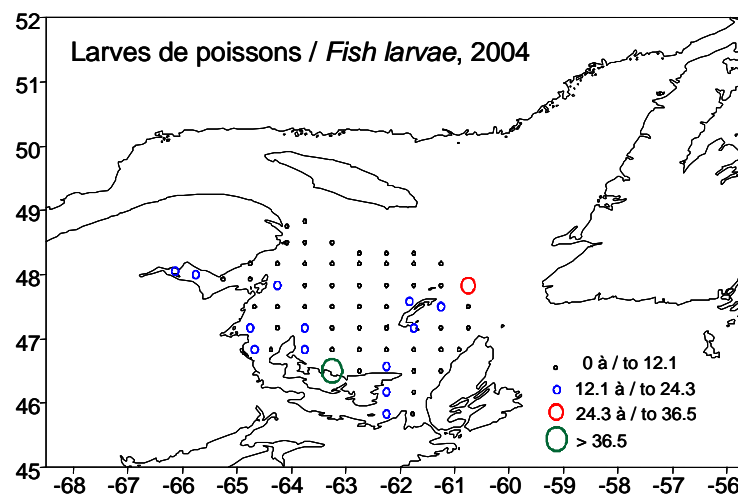 52
Larves de poissons / Fish larvae, 2004
51
50
49
48
47
0 à / to 12.1
12.1 à / to 24.3
46
24.3 à / to 36.5
> 36.5
45
-68 -67 -66 -65 -64 -63 -62 -61 -60 -59 -58 -57 -56